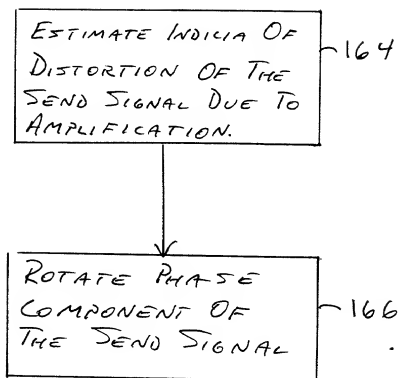 ESTIMATE INDICIA OF
DISTORTION OF THE
SEND SIGNAL DUE TO
AMPLIFICATION.
164
ROTATE PHASE
COMPONENT OF
THE SEND SIGNAL
166